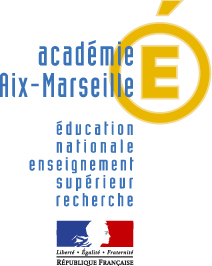 académie
Aix-Marseille
É
éducation
nationale
enseignement
supérieur
recherche
Liberté • Égalité • Fraternité
RÉPUBLIQUE FRANÇAISE